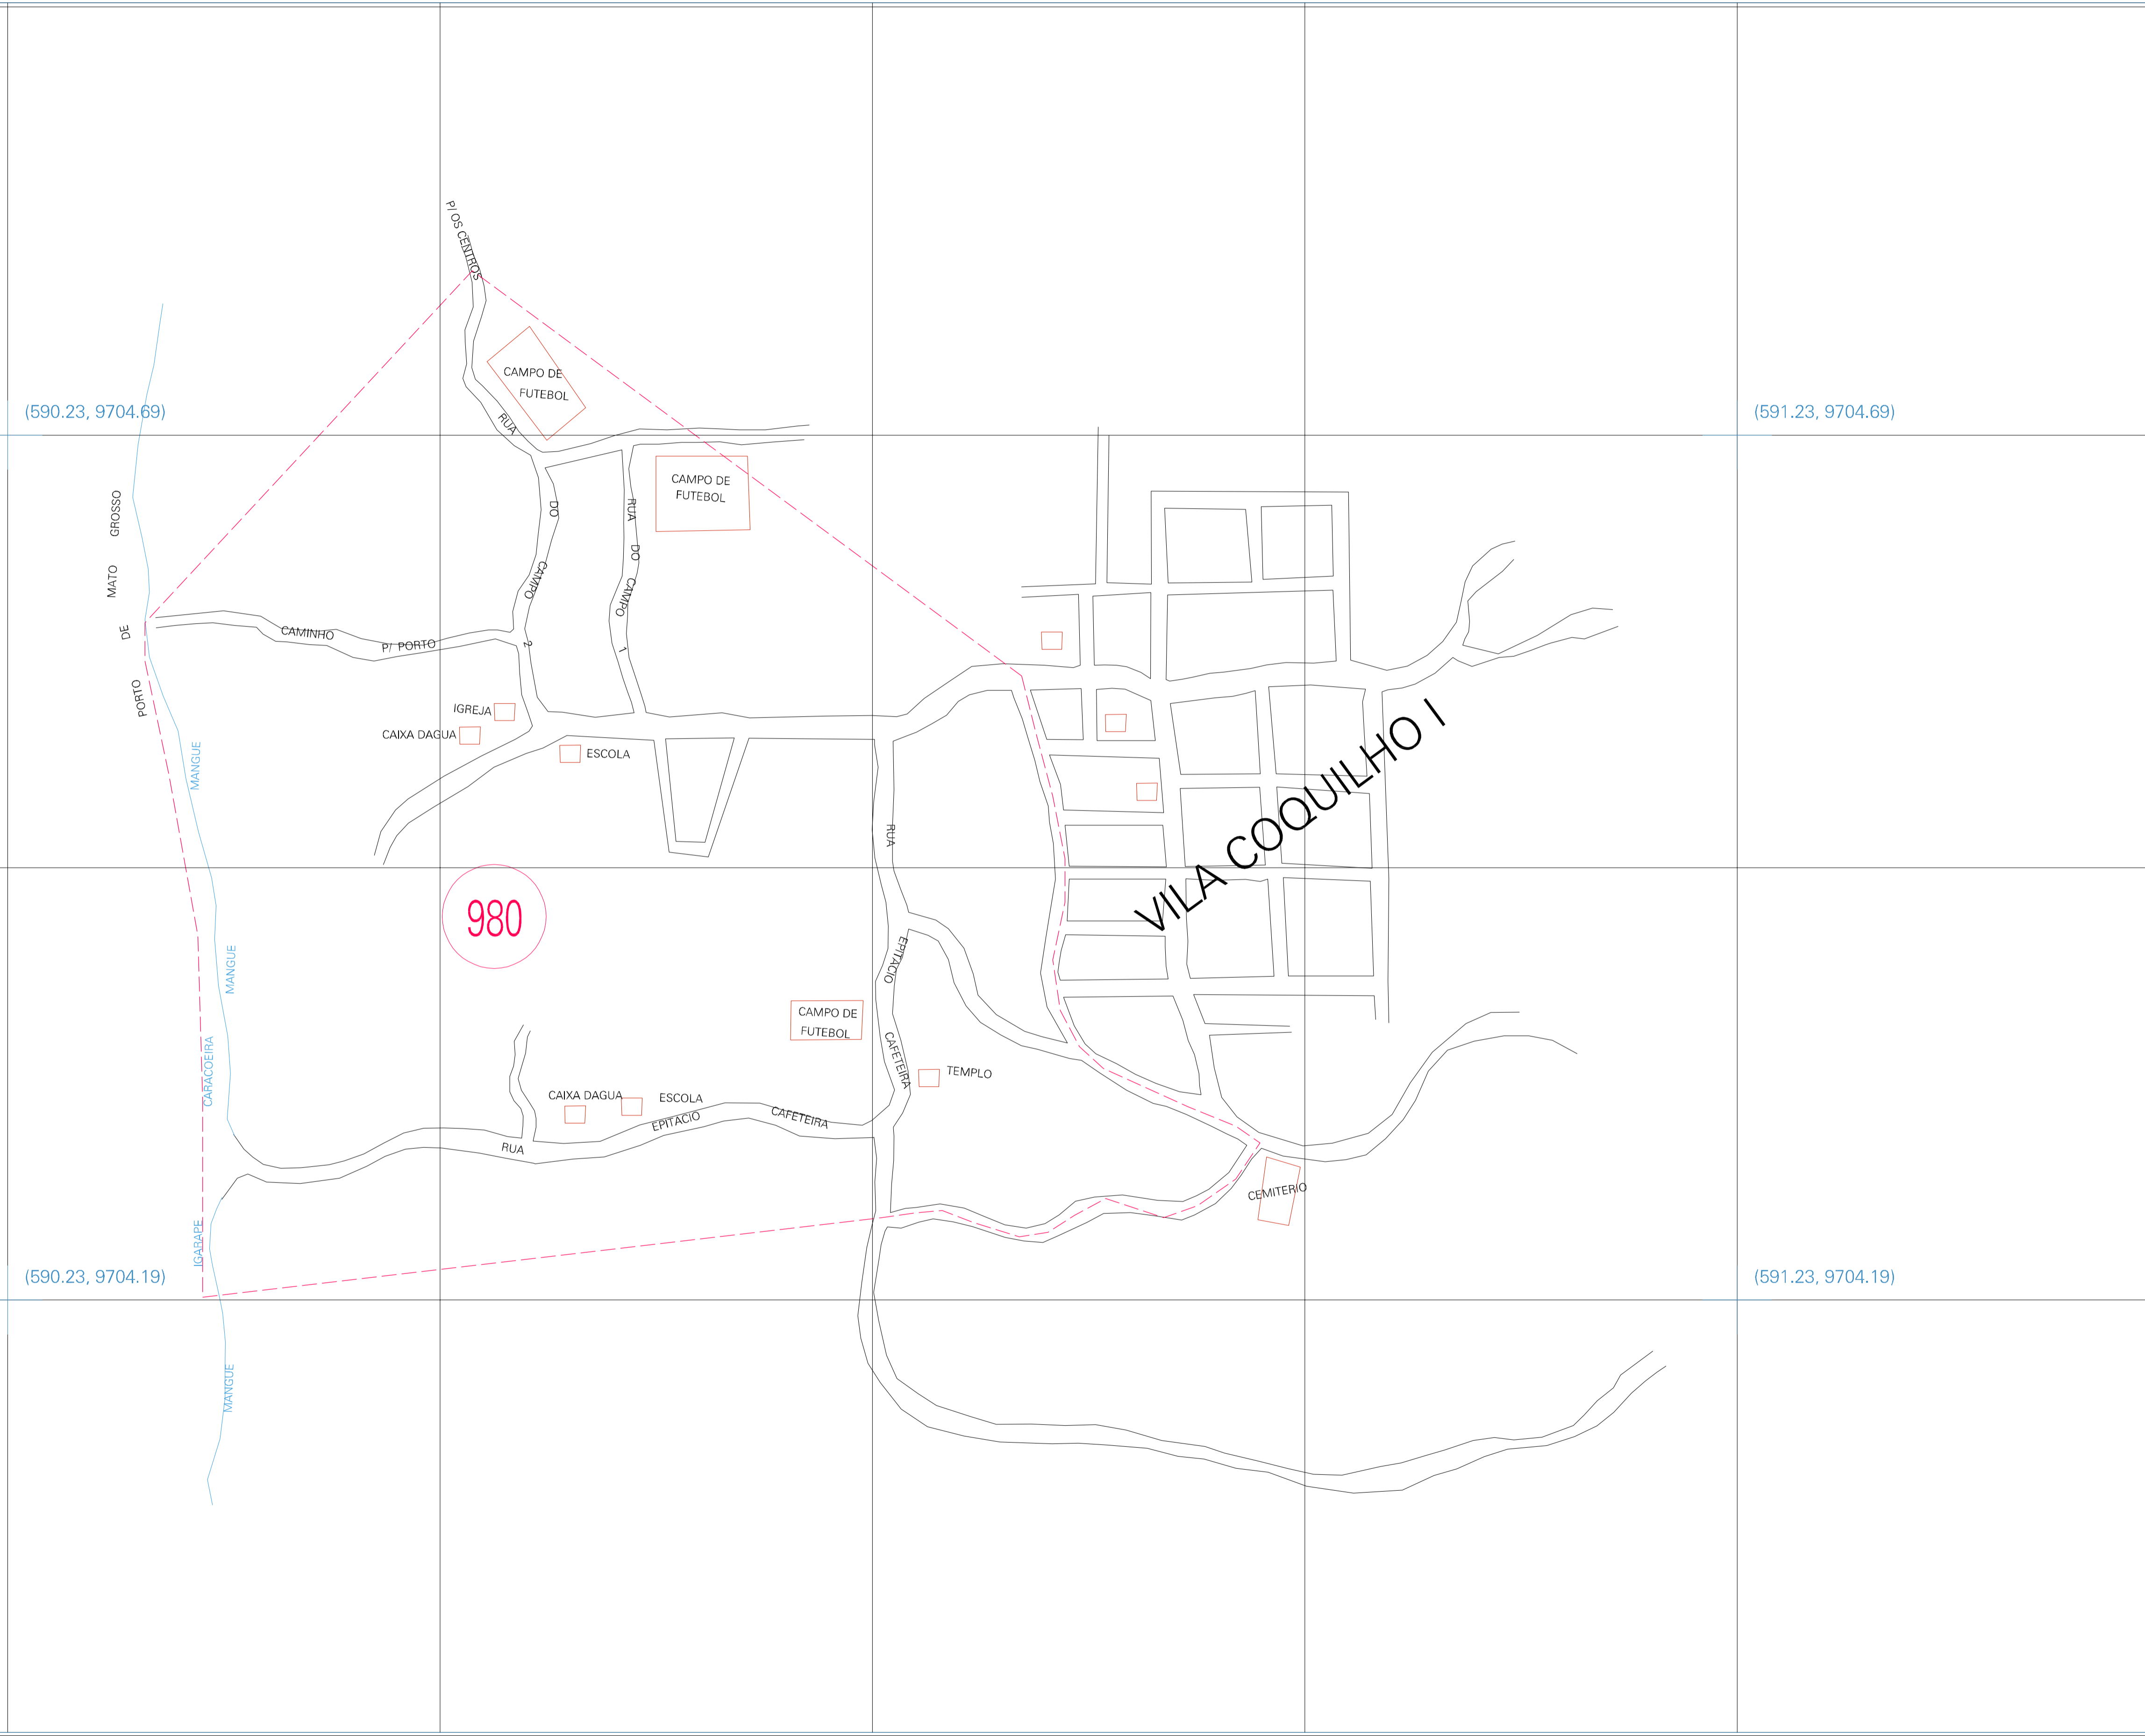 P/ OS CENTROS
CAMPO DE
FUTEBOL
(590.23, 9704.69)
(591.23, 9704.69)
RUA
DO
CAMPO
2
RUA
DO
CAMPO
1
CAMPO DE
FUTEBOL
PORTO DE MATO GROSSO
CAMINHO P/ PORTO
IGREJA
CAIXA DAGUA
ESCOLA
VILA COQUILHO I
MANGUE
RUA
EPITACIO
CAFETEIRA
980
MANGUE
CAMPO DE
FUTEBOL
TEMPLO
IGARAPE CARACOEIRA
CAIXA DAGUA
ESCOLA
RUA EPITACIO CAFETEIRA
CEMITERIO
(590.23, 9704.19)
(591.23, 9704.19)
MANGUE